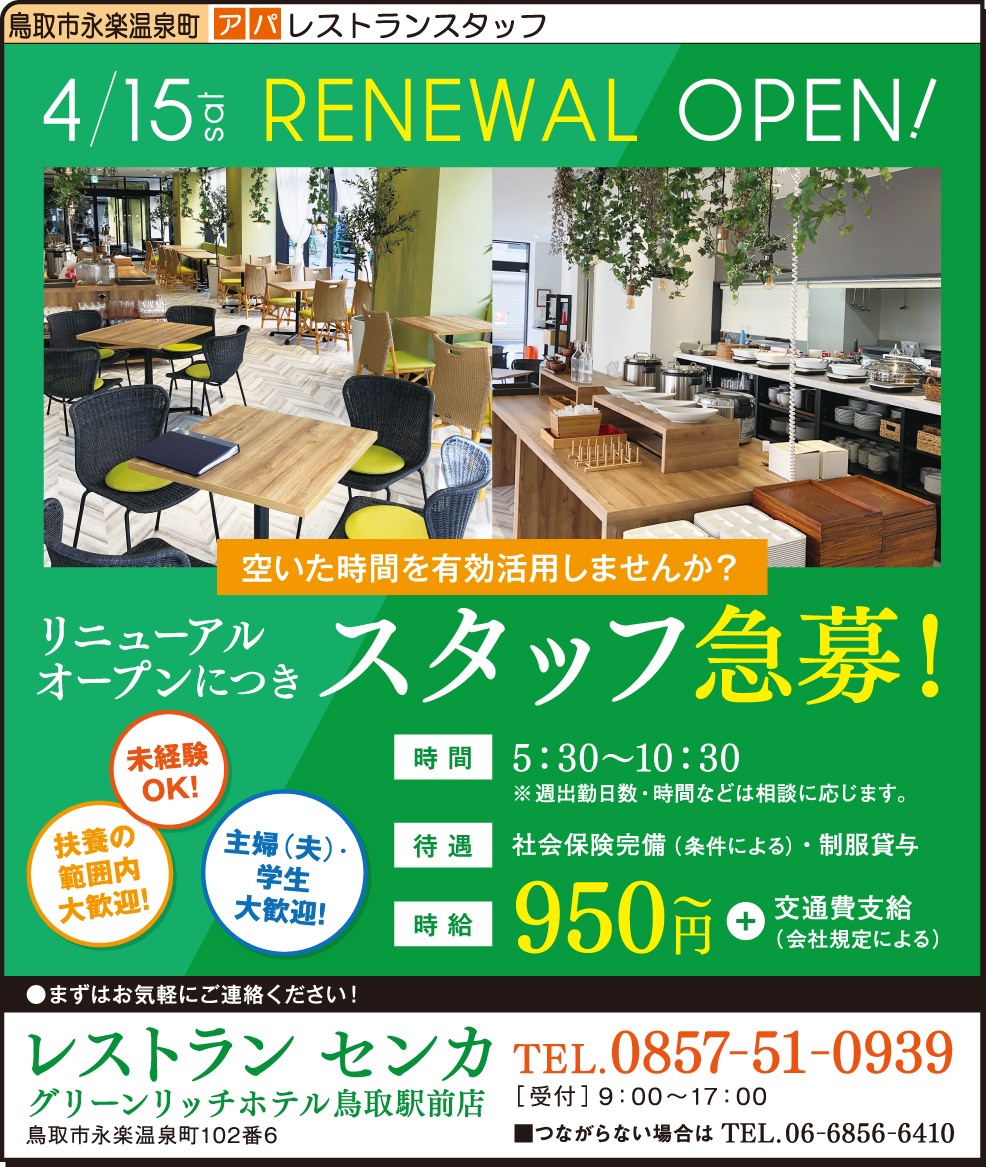 鳥取市永楽温泉町 アパ レストランスタッフ
4/15 sat RENEWAL OPEN!
空いた時間を有効活用しませんか?
リニューアル
オープンにつき
スタッフ急募!
未経験
OK!
扶養の
範囲内
大歓迎!
主婦(夫)・
学生
大歓迎!
時間 5:30〜10:30
※週出勤日数・時間などは相談に応じます。
待遇 社会保険完備(条件による)・制服貸与
時給 950円〜 + 交通費支給
(会社規定による)
●まずはお気軽にご連絡ください!
レストラン センカ
グリーンリッチホテル鳥取駅前店
鳥取市永楽温泉町102番6
TEL.0857-51-0939
[受付]9:00〜17:00
■つながらない場合は TEL.06-6856-6410